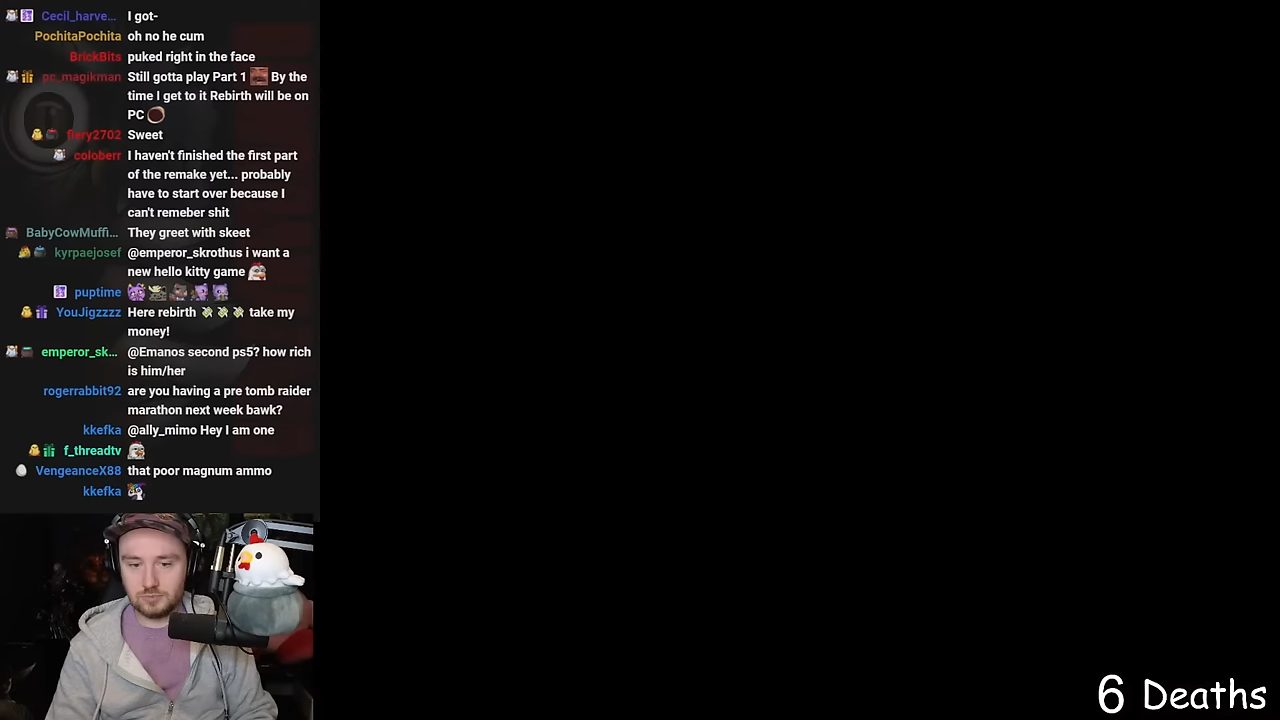 Cecil_harve... I got-
PochitaPochita oh no he cum
BrickBits puked right in the face
pc_magikman Still gotta play Part 1 By the
time I get to it Rebirth will be on
PC
fiery2702 Sweet
coloberr I haven't finished the first part
of the remake yet... probably
have to start over because I
can't remeber shit
BabyCowMuffi... They greet with skeet
kyrpaejosef @emperor_skrothus i want a
new hello kitty game
puptime
YouJigzzzz Here rebirth take my
money!
emperor_sk... @Emanos second ps5? how rich
is him/her
rogerrabbit92 are you having a pre tomb raider
marathon next week bawk?
kkefka @ally_mimo Hey I am one
f_threadtv
VengeanceX88 that poor magnum ammo
kkefka
6 Deaths